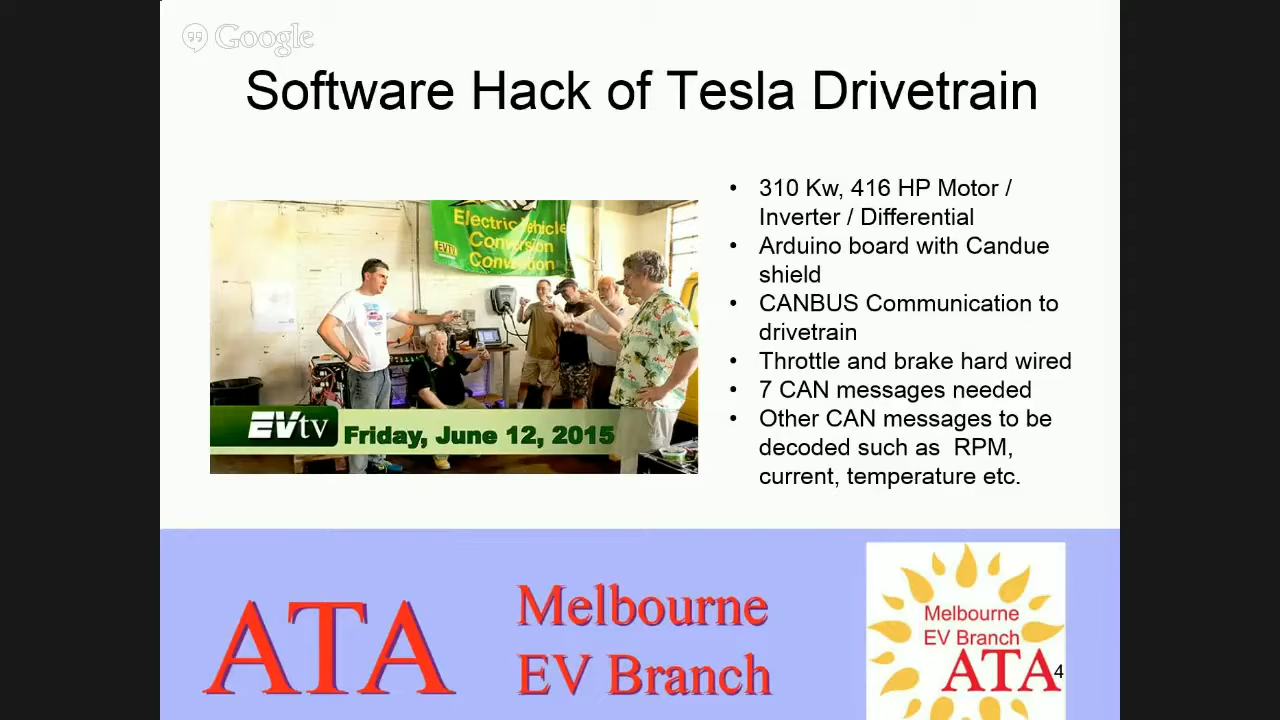 Google
Software Hack of Tesla Drivetrain
Electric Vehicle
Conversion
Convention
EVTV
EVtv
Friday, June 12, 2015
• 310 Kw, 416 HP Motor /
Inverter / Differential
• Arduino board with Candue
shield
• CANBUS Communication to
drivetrain
• Throttle and brake hard wired
• 7 CAN messages needed
• Other CAN messages to be
decoded such as RPM,
current, temperature etc.
ATA
Melbourne
EV Branch
Melbourne
EV Branch
ATA
4